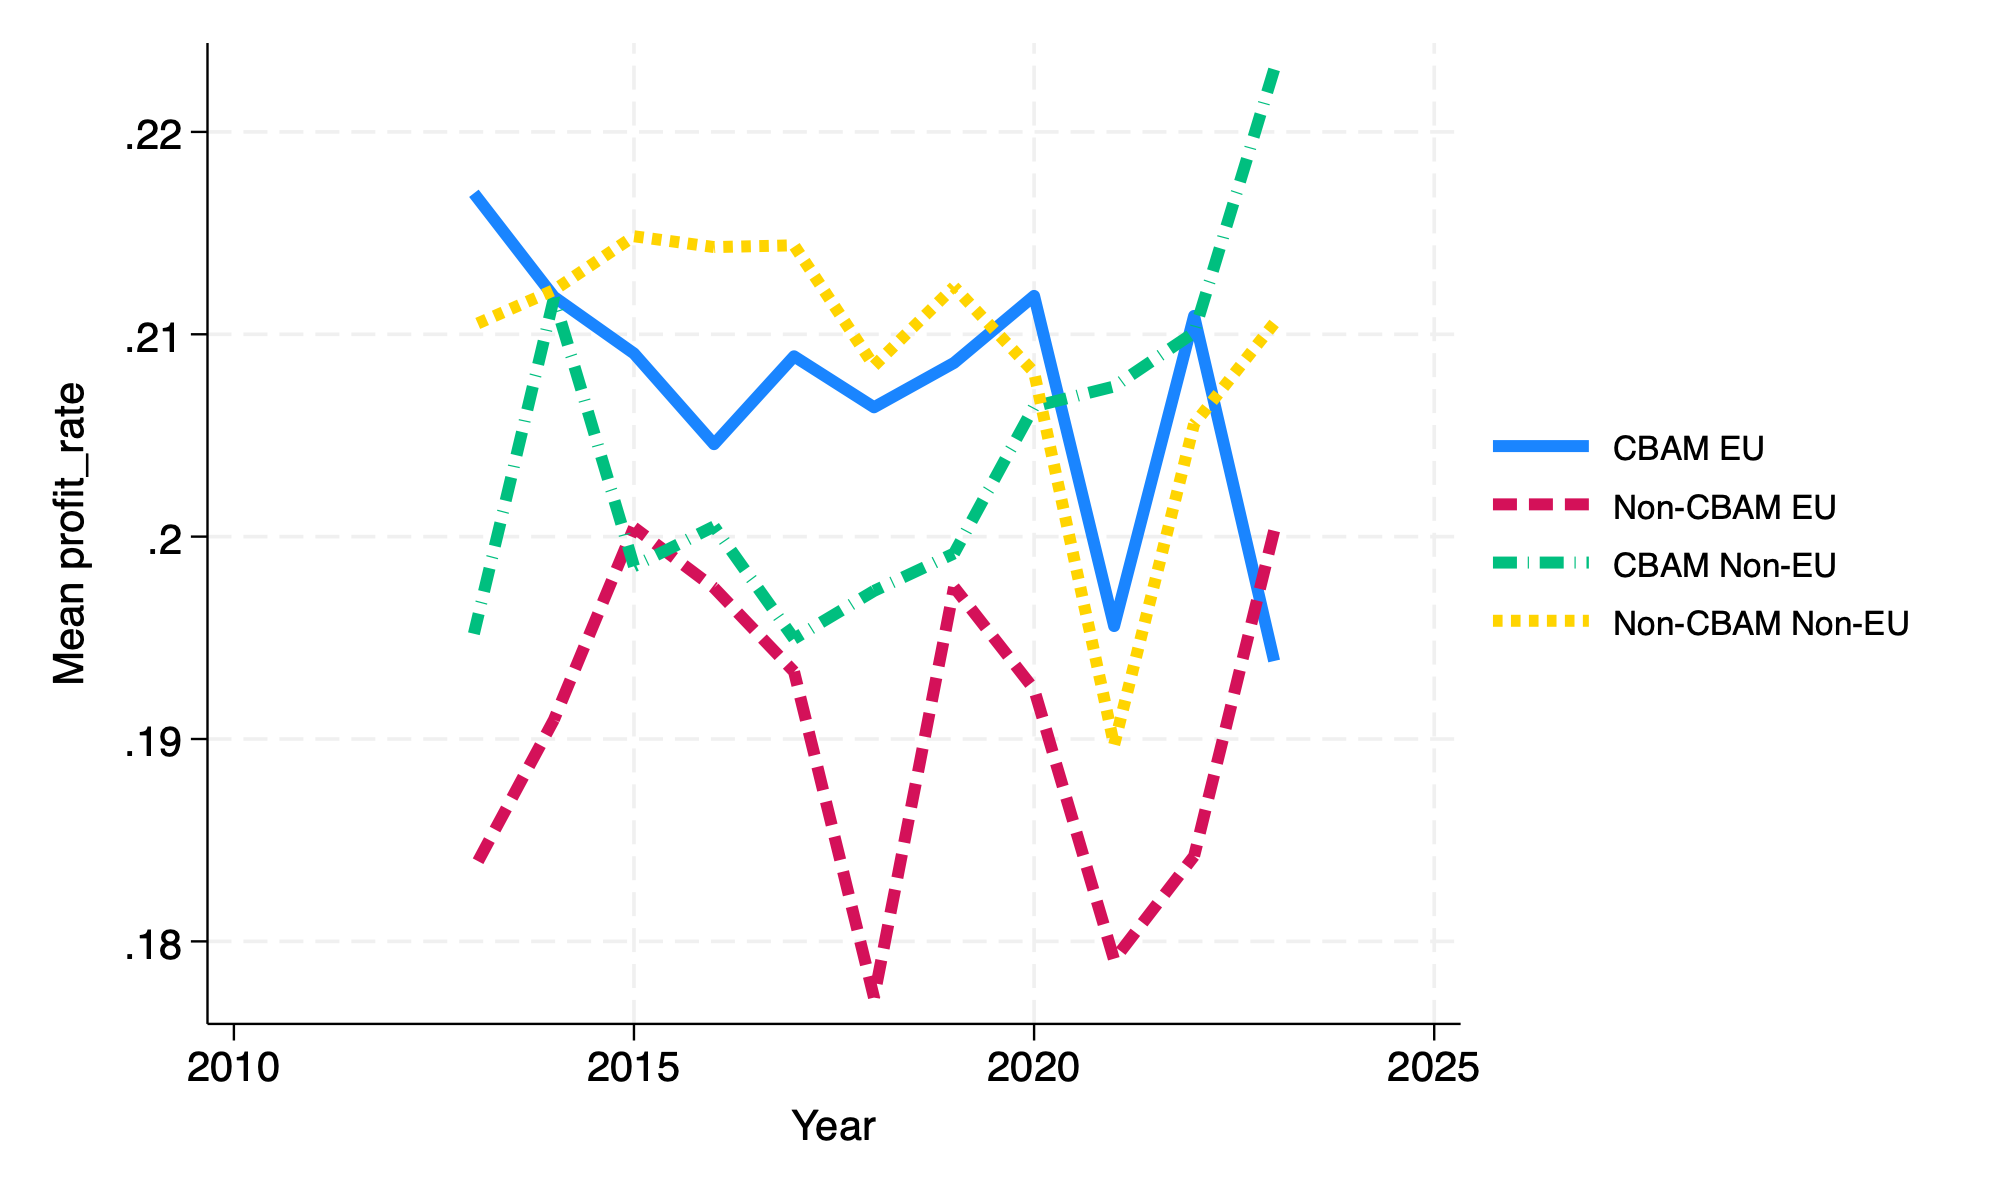 .22
.21
.2
.19
.18
Mean profit_rate
2010 2015 2020 2025
Year
CBAM EU
Non-CBAM EU
CBAM Non-EU
Non-CBAM Non-EU